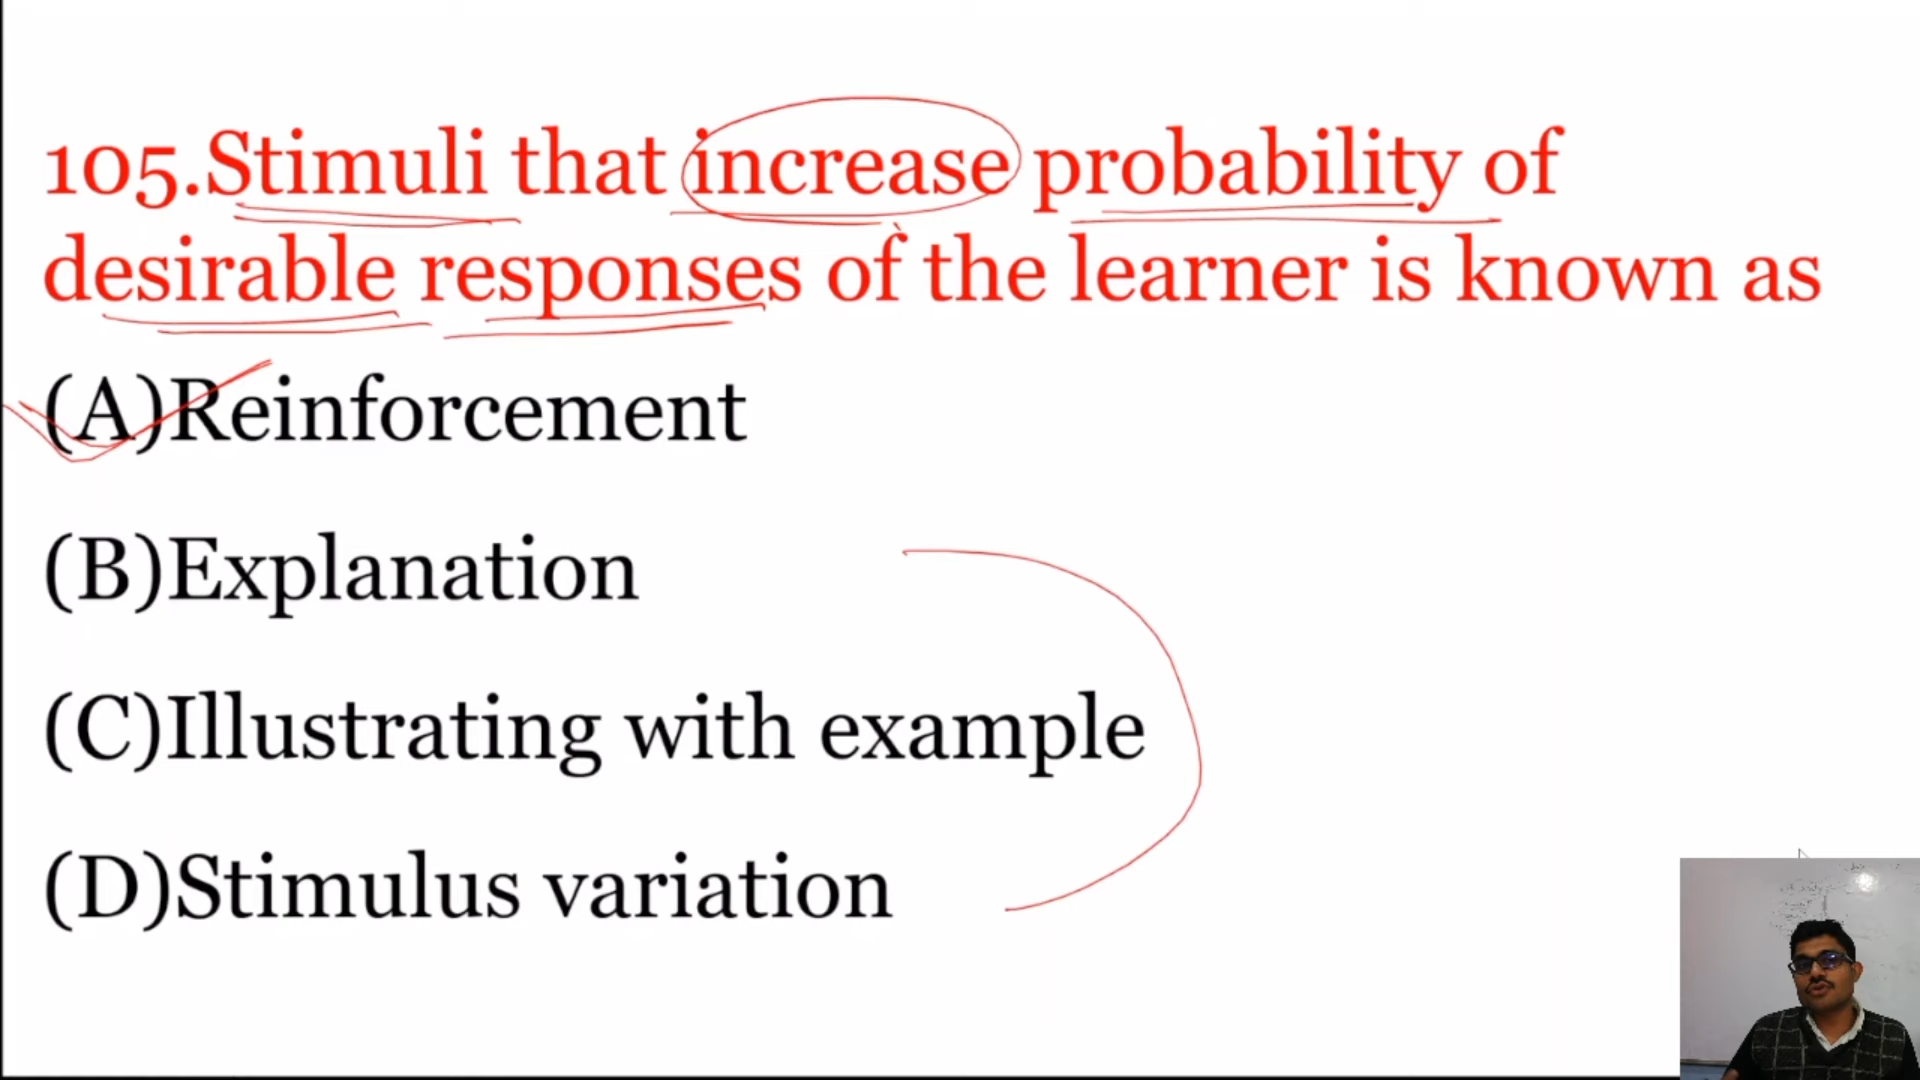 105.Stimuli that increase probability of
desirable responses of the learner is known as
(A)Reinforcement
(B)Explanation
(C)Illustrating with example
(D)Stimulus variation